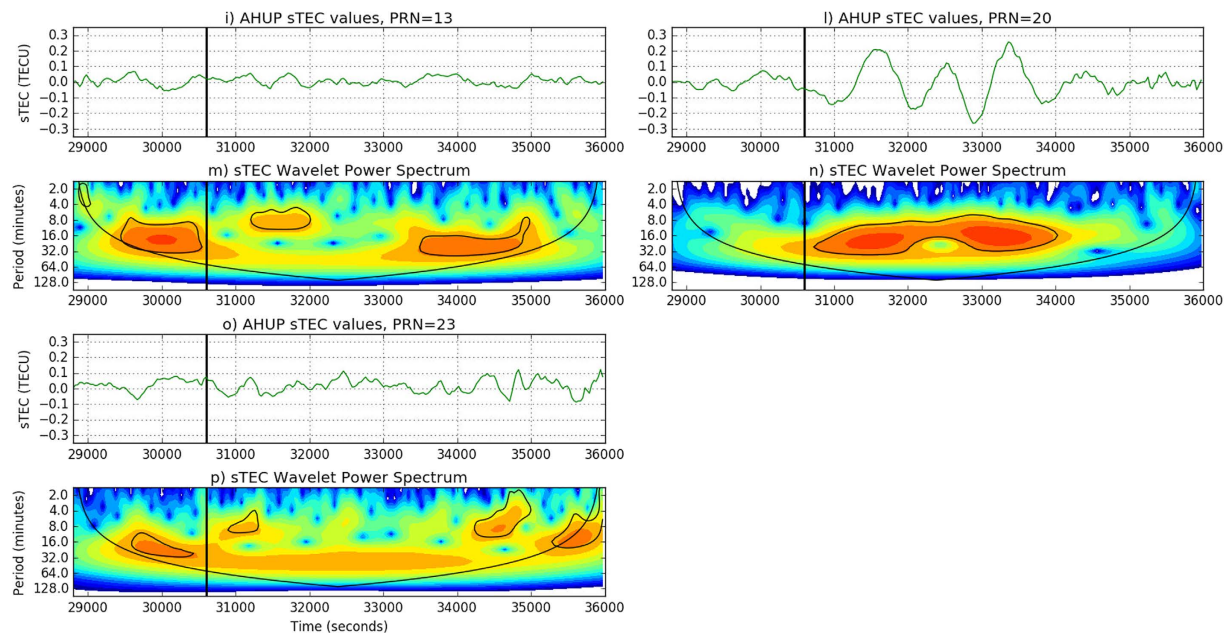 i) AHUP sTEC values, PRN=13
0.3
0.2
0.1
0.0
−0.1
−0.2
−0.3
sTEC (TECU)
29000 30000 31000 32000 33000 34000 35000 36000
m) sTEC Wavelet Power Spectrum
2.0
4.0
8.0
16.0
32.0
64.0
128.0
Period (minutes)
29000 30000 31000 32000 33000 34000 35000 36000
o) AHUP sTEC values, PRN=23
0.3
0.2
0.1
0.0
−0.1
−0.2
−0.3
sTEC (TECU)
29000 30000 31000 32000 33000 34000 35000 36000
p) sTEC Wavelet Power Spectrum
2.0
4.0
8.0
16.0
32.0
64.0
128.0
Period (minutes)
29000 30000 31000 32000 33000 34000 35000 36000
Time (seconds)
l) AHUP sTEC values, PRN=20
0.3
0.2
0.1
0.0
−0.1
−0.2
−0.3
29000 30000 31000 32000 33000 34000 35000 36000
n) sTEC Wavelet Power Spectrum
2.0
4.0
8.0
16.0
32.0
64.0
128.0
29000 30000 31000 32000 33000 34000 35000 36000